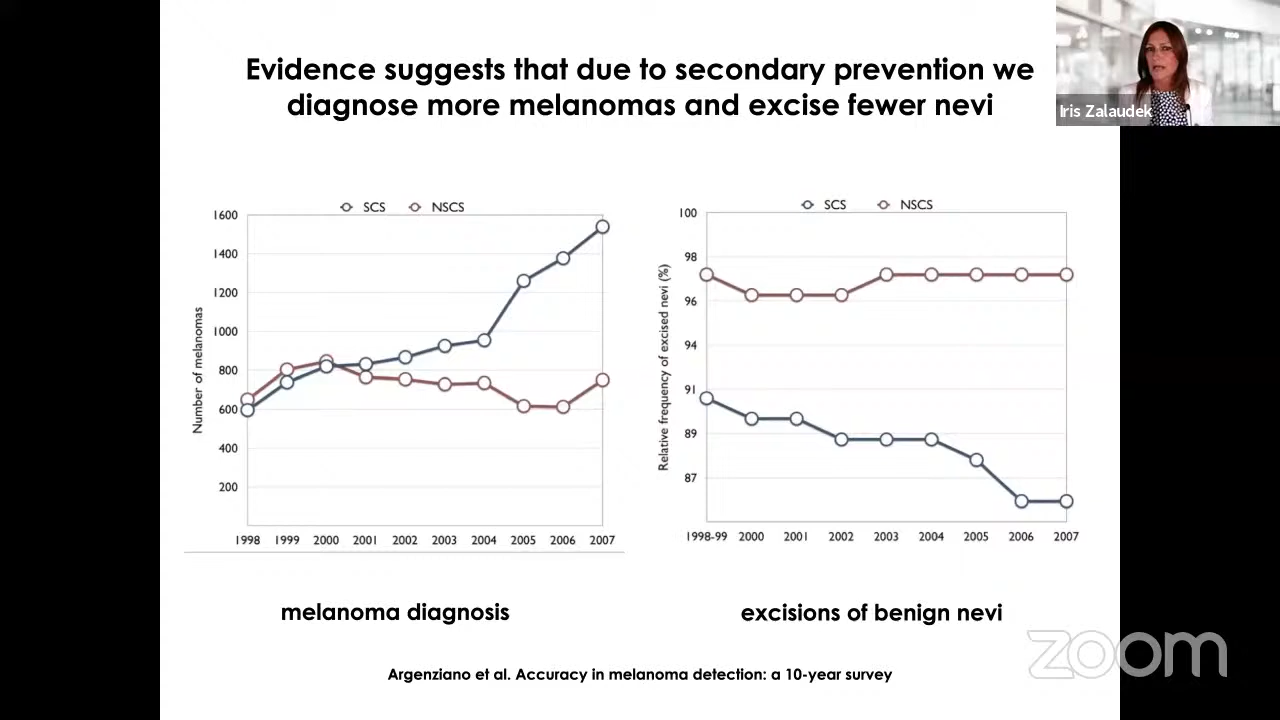 Evidence suggests that due to secondary prevention we
diagnose more melanomas and excise fewer nevi
Iris Zalaudek
SCS NSCS
Number of melanomas
1600
1400
1200
1000
800
600
400
200
1998 1999 2000 2001 2002 2003 2004 2005 2006 2007
SCS NSCS
Relative frequency of excised nevi (%)
100
98
96
94
91
89
87
1998-99 2000 2001 2002 2003 2004 2005 2006 2007
melanoma diagnosis
excisions of benign nevi
zoom
Argenziano et al. Accuracy in melanoma detection: a 10-year survey